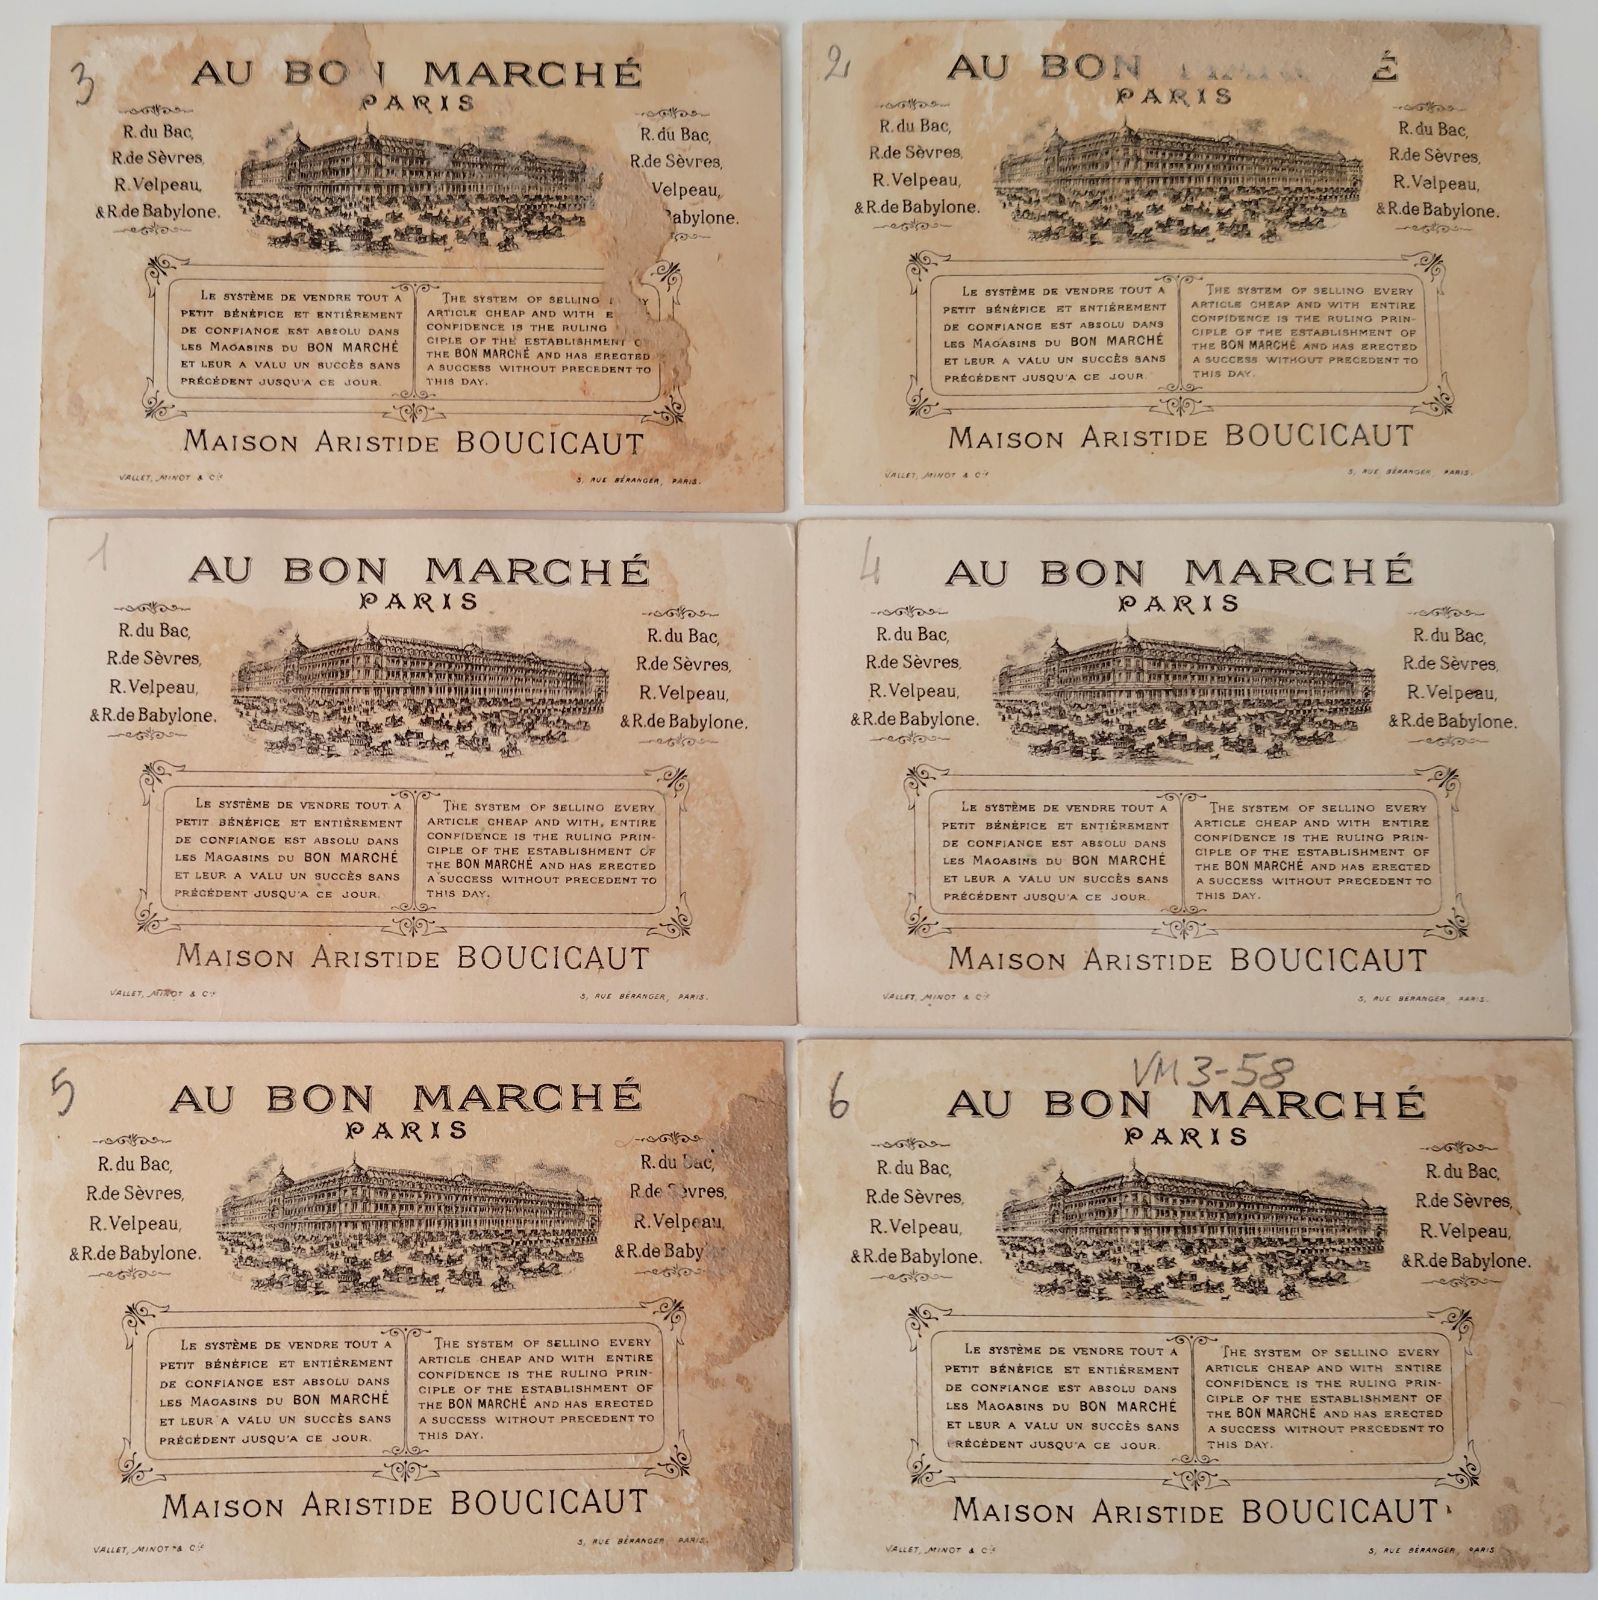 3
AU BON MARCHÉ
PARIS
R. du Bac,
R. de Sèvres,
R. Velpeau,
& R. de Babylone.
R. du Bac,
R. de Sèvres,
Velpeau,
abylone.
LE SYSTÈME DE VENDRE TOUT A
PETIT BÉNÉFICE ET ENTIÈREMENT
DE CONFIANCE EST ABSOLU DANS
LES MAGASINS DU BON MARCHÉ
ET LEUR A VALU UN SUCCÈS SANS
PRÉCÉDENT JUSQU'A CE JOUR.
THE SYSTEM OF SELLING
ARTICLE CHEAP AND WITH E
CONFIDENCE IS THE RULING
CIPLE OF THE ESTABLISHMENT O
THE BON MARCHÉ AND HAS ERECTED
A SUCCESS WITHOUT PRECEDENT TO
THIS DAY.
MAISON ARISTIDE BOUCICAUT
VALLET, MINOT & Cie
5, RUE BÉRANGER, PARIS.
2
AU BON É
PARIS
R. du Bac,
R. de Sèvres,
R. Velpeau,
& R. de Babylone.
R. du Bac,
R. de Sèvres,
R. Velpeau,
& R. de Babylone.
LE SYSTÈME DE VENDRE TOUT A
PETIT BÉNÉFICE ET ENTIÈREMENT
DE CONFIANCE EST ABSOLU DANS
LES MAGASINS DU BON MARCHÉ
ET LEUR A VALU UN SUCCÈS SANS
PRÉCÉDENT JUSQU'A CE JOUR.
THE SYSTEM OF SELLING EVERY
ARTICLE CHEAP AND WITH ENTIRE
CONFIDENCE IS THE RULING PRIN-
CIPLE OF THE ESTABLISHMENT OF
THE BON MARCHÉ AND HAS ERECTED
A SUCCESS WITHOUT PRECEDENT TO
THIS DAY.
MAISON ARISTIDE BOUCICAUT
VALLET, MINOT & Cie
5, RUE BÉRANGER, PARIS.
1
AU BON MARCHÉ
PARIS
R. du Bac,
R. de Sèvres,
R. Velpeau,
& R. de Babylone.
R. du Bac,
R. de Sèvres,
R. Velpeau,
& R. de Babylone.
LE SYSTÈME DE VENDRE TOUT A
PETIT BÉNÉFICE ET ENTIÈREMENT
DE CONFIANCE EST ABSOLU DANS
LES MAGASINS DU BON MARCHÉ
ET LEUR A VALU UN SUCCÈS SANS
PRÉCÉDENT JUSQU'A CE JOUR.
THE SYSTEM OF SELLING EVERY
ARTICLE CHEAP AND WITH ENTIRE
CONFIDENCE IS THE RULING PRIN-
CIPLE OF THE ESTABLISHMENT OF
THE BON MARCHÉ AND HAS ERECTED
A SUCCESS WITHOUT PRECEDENT TO
THIS DAY.
MAISON ARISTIDE BOUCICAUT
VALLET, MINOT & Cie
5, RUE BÉRANGER, PARIS.
4
AU BON MARCHÉ
PARIS
R. du Bac,
R. de Sèvres,
R. Velpeau,
& R. de Babylone.
R. du Bac,
R. de Sèvres,
R. Velpeau,
& R. de Babylone.
LE SYSTÈME DE VENDRE TOUT A
PETIT BÉNÉFICE ET ENTIÈREMENT
DE CONFIANCE EST ABSOLU DANS
LES MAGASINS DU BON MARCHÉ
ET LEUR A VALU UN SUCCÈS SANS
PRÉCÉDENT JUSQU'A CE JOUR.
THE SYSTEM OF SELLING EVERY
ARTICLE CHEAP AND WITH ENTIRE
CONFIDENCE IS THE RULING PRIN-
CIPLE OF THE ESTABLISHMENT OF
THE BON MARCHÉ AND HAS ERECTED
A SUCCESS WITHOUT PRECEDENT TO
THIS DAY.
MAISON ARISTIDE BOUCICAUT
VALLET, MINOT & Cie
5, RUE BÉRANGER, PARIS.
5
AU BON MARCHÉ
PARIS
R. du Bac,
R. de Sèvres,
R. Velpeau,
& R. de Babylone.
R. du Bac,
R. de Sèvres,
R. Velpeau,
& R. de Baby
LE SYSTÈME DE VENDRE TOUT A
PETIT BÉNÉFICE ET ENTIÈREMENT
DE CONFIANCE EST ABSOLU DANS
LES MAGASINS DU BON MARCHÉ
ET LEUR A VALU UN SUCCÈS SANS
PRÉCÉDENT JUSQU'A CE JOUR.
THE SYSTEM OF SELLING EVERY
ARTICLE CHEAP AND WITH ENTIRE
CONFIDENCE IS THE RULING PRIN-
CIPLE OF THE ESTABLISHMENT OF
THE BON MARCHÉ AND HAS ERECTED
A SUCCESS WITHOUT PRECEDENT TO
THIS DAY.
MAISON ARISTIDE BOUCICAUT
VALLET, MINOT & Cie
5, RUE BÉRANGER, PARIS.
6
VM 3-58
AU BON MARCHÉ
PARIS
R. du Bac,
R. de Sèvres,
R. Velpeau,
& R. de Babylone.
R. du Bac,
R. de Sèvres,
R. Velpeau,
& R. de Babylone.
LE SYSTÈME DE VENDRE TOUT A
PETIT BÉNÉFICE ET ENTIÈREMENT
DE CONFIANCE EST ABSOLU DANS
LES MAGASINS DU BON MARCHÉ
ET LEUR A VALU UN SUCCÈS SANS
PRÉCÉDENT JUSQU'A CE JOUR.
THE SYSTEM OF SELLING EVERY
ARTICLE CHEAP AND WITH ENTIRE
CONFIDENCE IS THE RULING PRIN-
CIPLE OF THE ESTABLISHMENT OF
THE BON MARCHÉ AND HAS ERECTED
A SUCCESS WITHOUT PRECEDENT TO
THIS DAY.
MAISON ARISTIDE BOUCICAUT
VALLET, MINOT & Cie
5, RUE BÉRANGER, PARIS